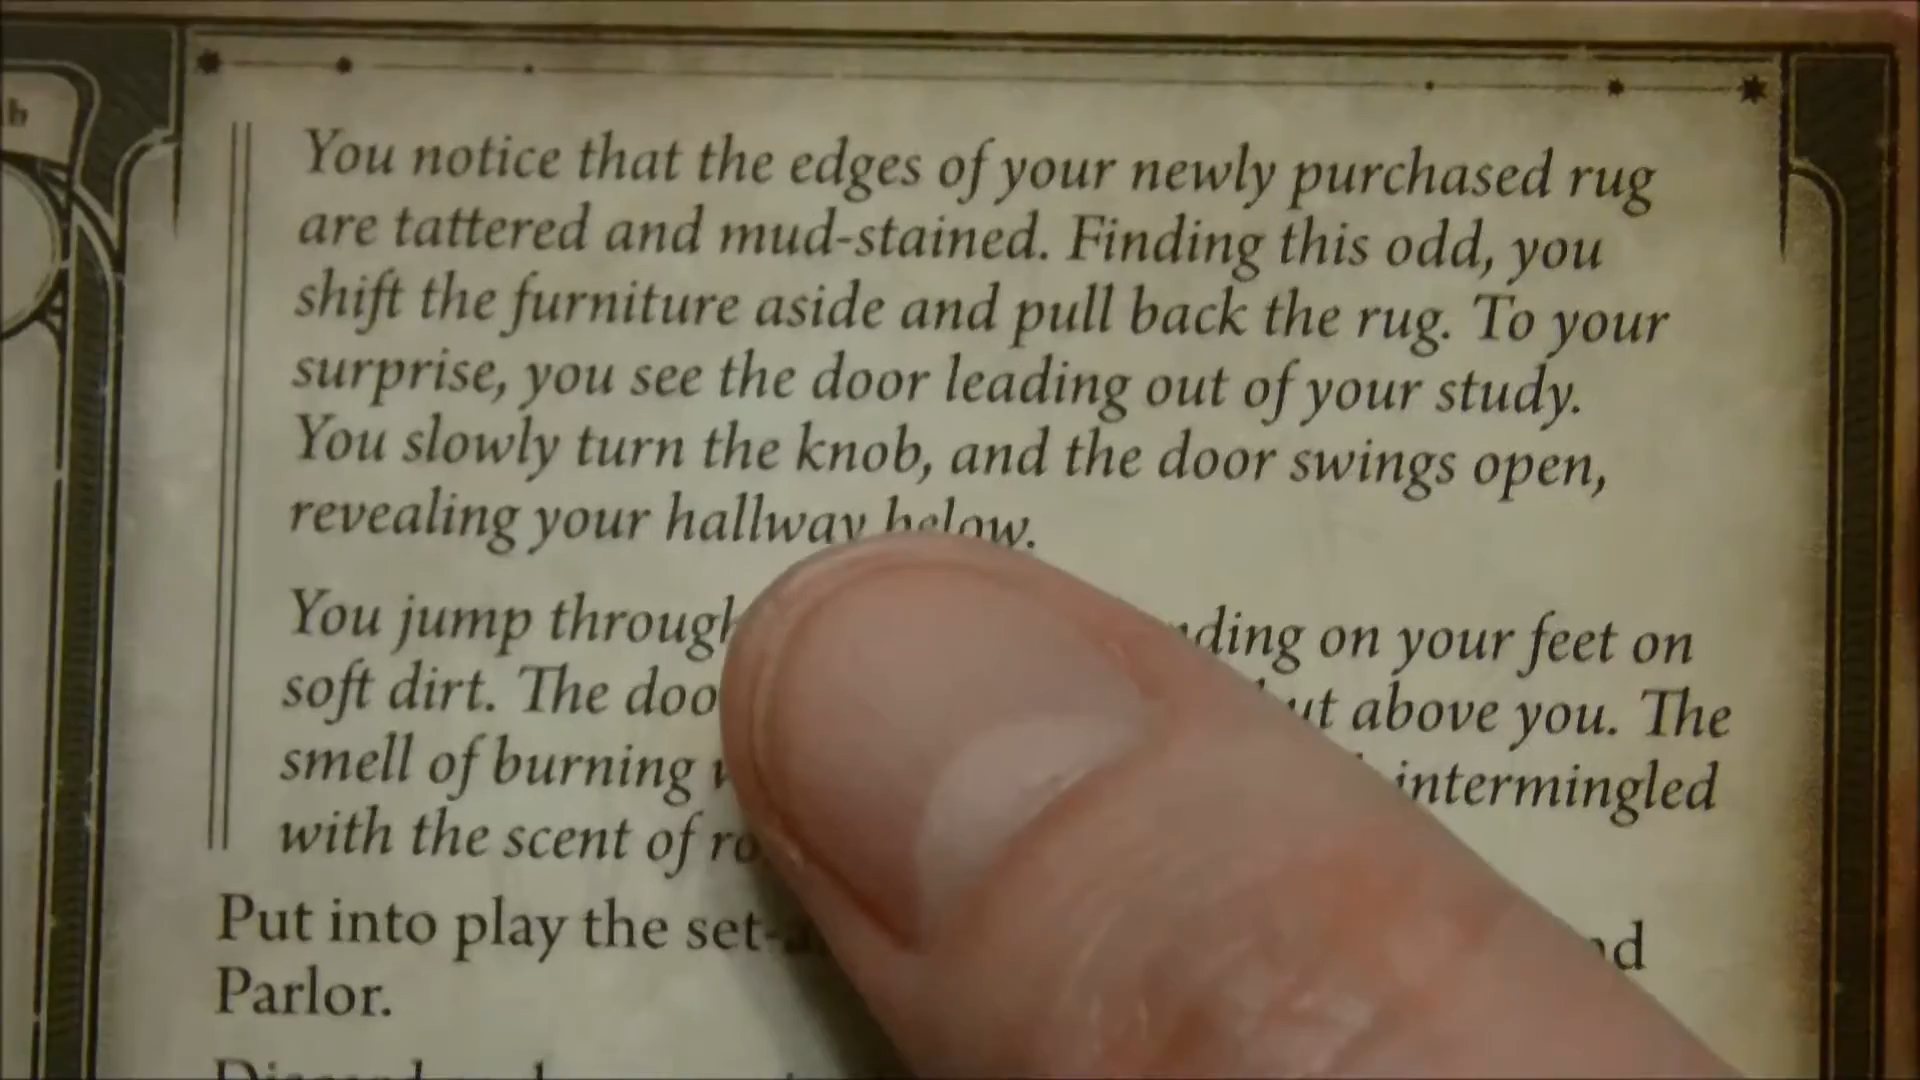 You notice that the edges of your newly purchased rug
are tattered and mud-stained. Finding this odd, you
shift the furniture aside and pull back the rug. To your
surprise, you see the door leading out of your study.
You slowly turn the knob, and the door swings open,
revealing your hallway below.
You jump through on your feet on
soft dirt. The above you. The
smell of burning intermingled
with the scent of
Put into play the
Parlor.